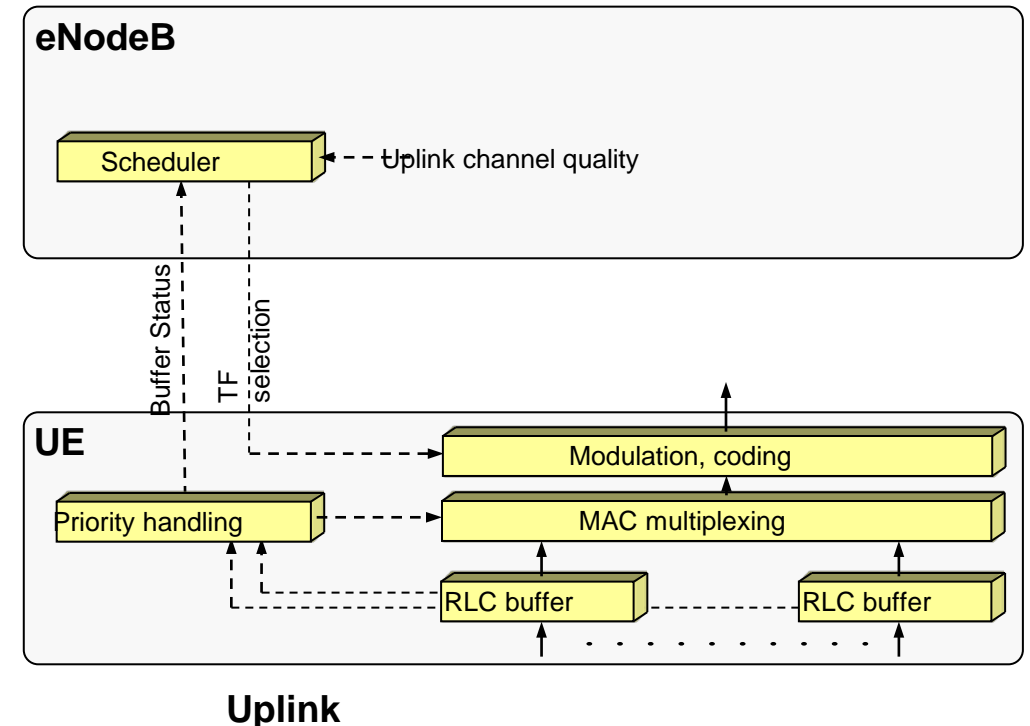 eNodeB
Scheduler
Uplink channel quality
Buffer Status
TF
selection
UE
Modulation, coding
Priority handling
MAC multiplexing
RLC buffer
RLC buffer
Uplink